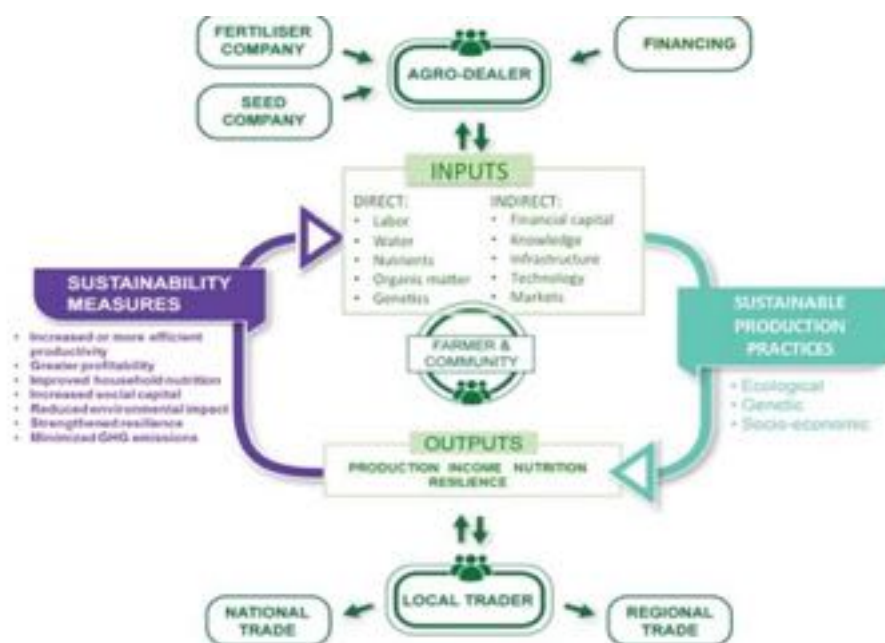 FERTILISER
COMPANY
AGRO-DEALER
FINANCING
SEED
COMPANY
INPUTS
DIRECT:
• Labor
• Water
• Nutrients
• Organic matter
• Genetics
INDIRECT:
• Financial capital
• Knowledge
• Infrastructure
• Technology
• Markets
SUSTAINABILITY
MEASURES
• Increased or more efficient
productivity
• Greater profitability
• Improved household nutrition
• Increased social capital
• Reduced environmental impact
• Strengthened resilience
• Minimized GHG emissions
FARMER &
COMMUNITY
SUSTAINABLE
PRODUCTION
PRACTICES
• Ecological
• Genetic
• Socio-economic
OUTPUTS
PRODUCTION INCOME NUTRITION
RESILIENCE
LOCAL TRADER
NATIONAL
TRADE
REGIONAL
TRADE